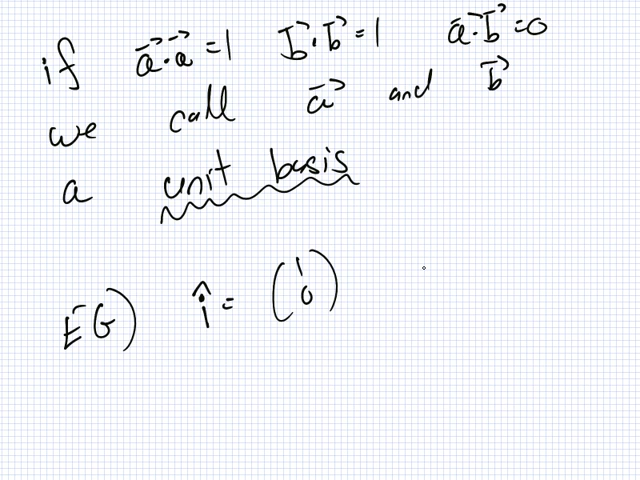 if a⃗·a⃗=1 b⃗·b⃗=1 a⃗·b⃗=0
we call a⃗ and b⃗
a unit basis
EG) î = (1 0)